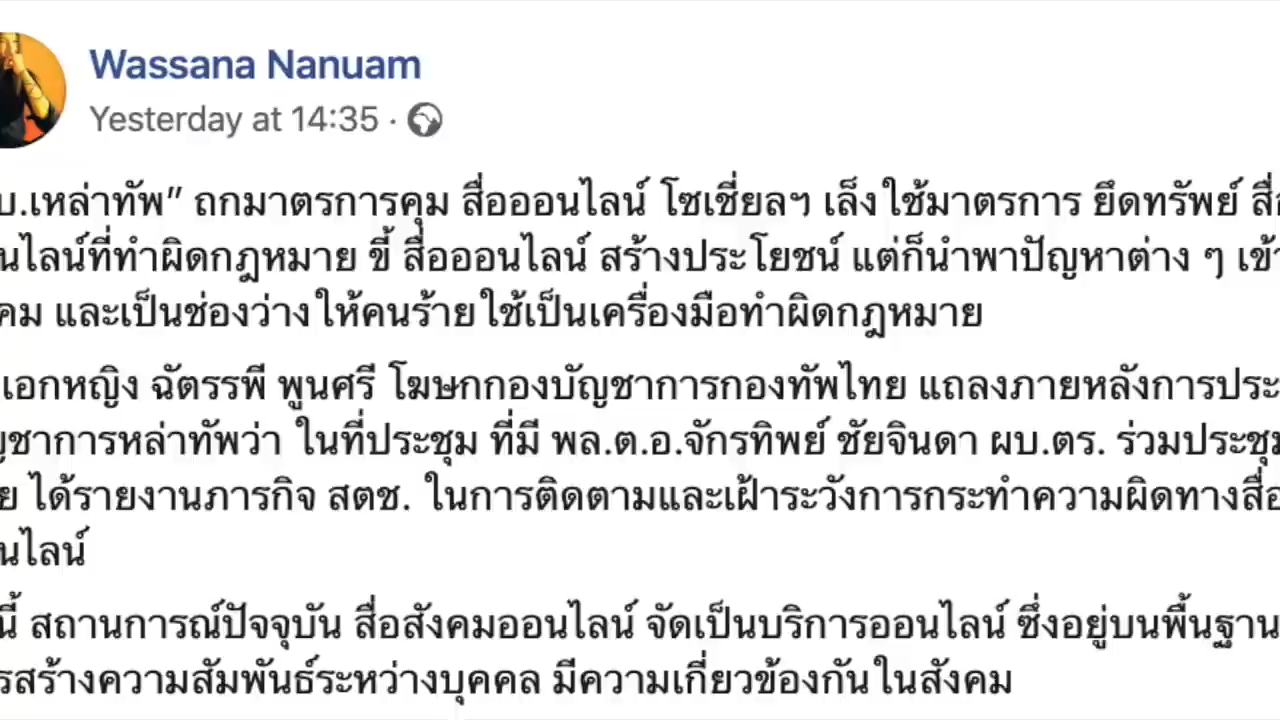 Wassana Nanuam
Yesterday at 14:35 ·
บ.เหล่าทัพ" ถกมาตรการคุม สื่อออนไลน์ โซเชี่ยลฯ เล็งใช้มาตรการ ยึดทรัพย์ สื่อ
นไลน์ที่ทำผิดกฎหมาย ขี้ สื่อออนไลน์ สร้างประโยชน์ แต่ก็นำพาปัญหาต่าง ๆ เข้า
คม และเป็นช่องว่างให้คนร้ายใช้เป็นเครื่องมือทำผิดกฎหมาย
เอกหญิง ฉัตรรพี พูนศรี โฆษกกองบัญชาการกองทัพไทย แถลงภายหลังการประ
ญชาการหล่าทัพว่า ในที่ประชุม ที่มี พล.ต.อ.จักรทิพย์ ชัยจินดา ผบ.ตร. ร่วมประชุม
ย ได้รายงานภารกิจ สตช. ในการติดตามและเฝ้าระวังการกระทำความผิดทางสื่อ
นไลน์
นี้ สถานการณ์ปัจจุบัน สื่อสังคมออนไลน์ จัดเป็นบริการออนไลน์ ซึ่งอยู่บนพื้นฐาน
รสร้างความสัมพันธ์ระหว่างบุคคล มีความเกี่ยวข้องกันในสังคม